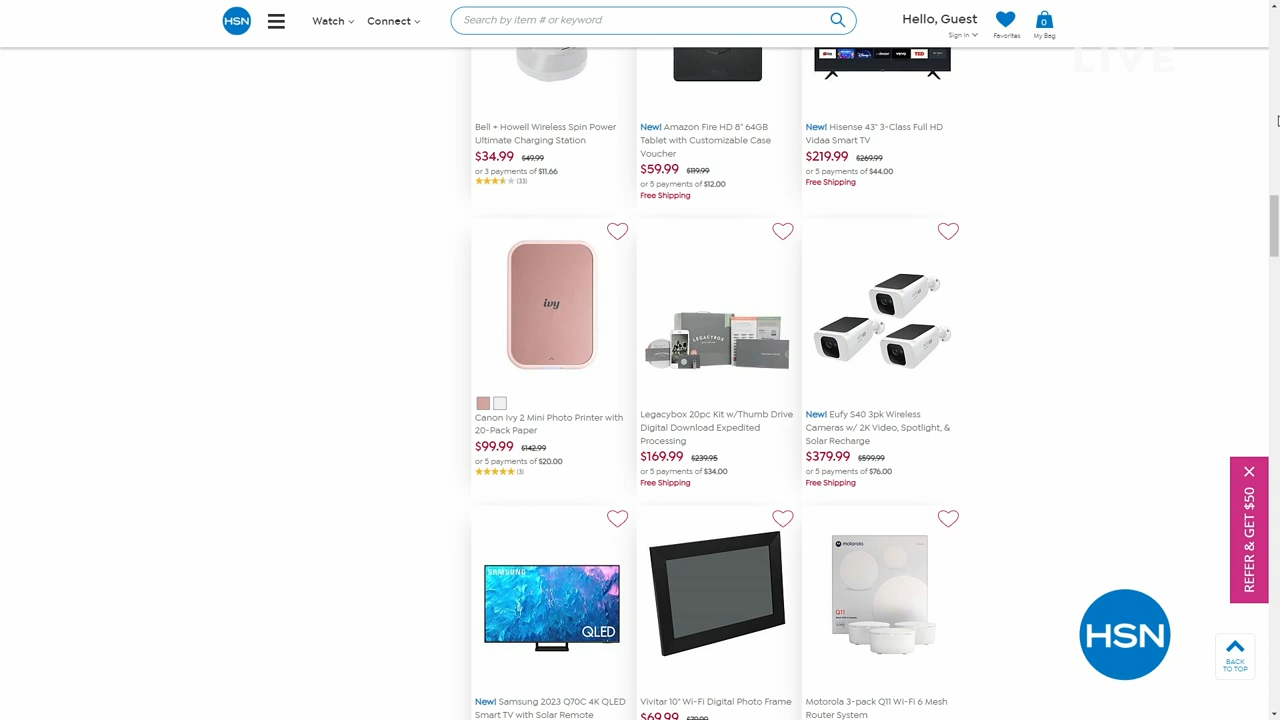 HSN
Watch
Connect
Search by item # or keyword
Hello, Guest
Sign In
Favorites
0
My Bag
LIVE
Bell + Howell Wireless Spin Power
Ultimate Charging Station
$34.99 $49.99
or 3 payments of $11.66
(33)
New! Amazon Fire HD 8" 64GB
Tablet with Customizable Case
Voucher
$59.99 $119.99
or 5 payments of $12.00
Free Shipping
New! Hisense 43" 3-Class Full HD
Vidaa Smart TV
$219.99 $269.99
or 5 payments of $44.00
Free Shipping
ivy
Canon Ivy 2 Mini Photo Printer with
20-Pack Paper
$99.99 $142.99
or 5 payments of $20.00
(3)
LEGACYBOX
Legacybox 20pc Kit w/Thumb Drive
Digital Download Expedited
Processing
$169.99 $239.95
or 5 payments of $34.00
Free Shipping
New! Eufy S40 3pk Wireless
Cameras w/ 2K Video, Spotlight, &
Solar Recharge
$379.99 $599.99
or 5 payments of $76.00
Free Shipping
SAMSUNG
QLED
New! Samsung 2023 Q70C 4K QLED
Smart TV with Solar Remote
Vivitar 10" Wi-Fi Digital Photo Frame
$69.99 $79.99
motorola
Q11
Motorola 3-pack Q11 Wi-Fi 6 Mesh
Router System
REFER & GET $50
HSN
BACK
TO TOP